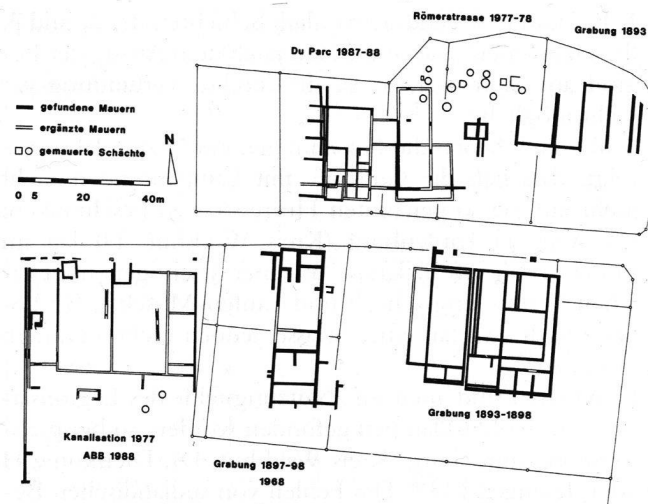 Römerstrasse 1977-78
Grabung 1893
Du Parc 1987-88
gefundene Mauern
ergänzte Mauern
gemauerte Schächte
N
0 5 20 40m
Grabung 1893-1898
Kanalisation 1977
ABB 1988
Grabung 1897-98
1968